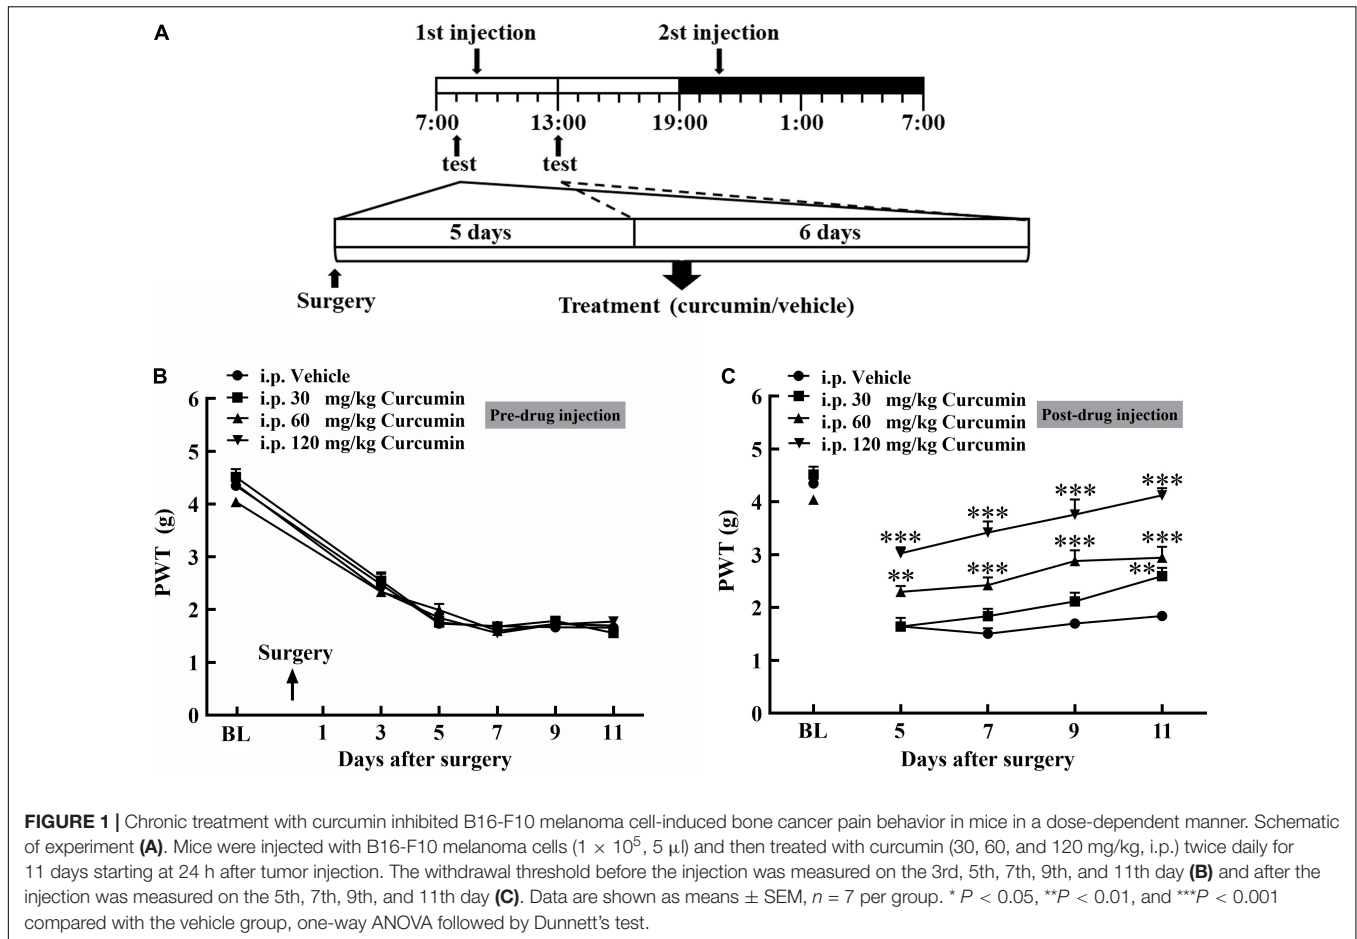 A
1st injection 2st injection
7:00 13:00 19:00 1:00 7:00
test test
5 days 6 days
Surgery Treatment (curcumin/vehicle)
B
i.p. Vehicle
i.p. 30 mg/kg Curcumin
i.p. 60 mg/kg Curcumin
i.p. 120 mg/kg Curcumin
Pre-drug injection
6
5
4
3
2
1
0
PWT (g)
Surgery
BL 1 3 5 7 9 11
Days after surgery
C
i.p. Vehicle
i.p. 30 mg/kg Curcumin
i.p. 60 mg/kg Curcumin
i.p. 120 mg/kg Curcumin
Post-drug injection
6
5
4
3
2
1
0
PWT (g)
*** *** *** ***
** *** *** ***
**
BL 5 7 9 11
Days after surgery
FIGURE 1 | Chronic treatment with curcumin inhibited B16-F10 melanoma cell-induced bone cancer pain behavior in mice in a dose-dependent manner. Schematic
of experiment (A). Mice were injected with B16-F10 melanoma cells (1 × 10⁵, 5 μl) and then treated with curcumin (30, 60, and 120 mg/kg, i.p.) twice daily for
11 days starting at 24 h after tumor injection. The withdrawal threshold before the injection was measured on the 3rd, 5th, 7th, 9th, and 11th day (B) and after the
injection was measured on the 5th, 7th, 9th, and 11th day (C). Data are shown as means ± SEM, n = 7 per group. * P < 0.05, **P < 0.01, and ***P < 0.001
compared with the vehicle group, one-way ANOVA followed by Dunnett's test.